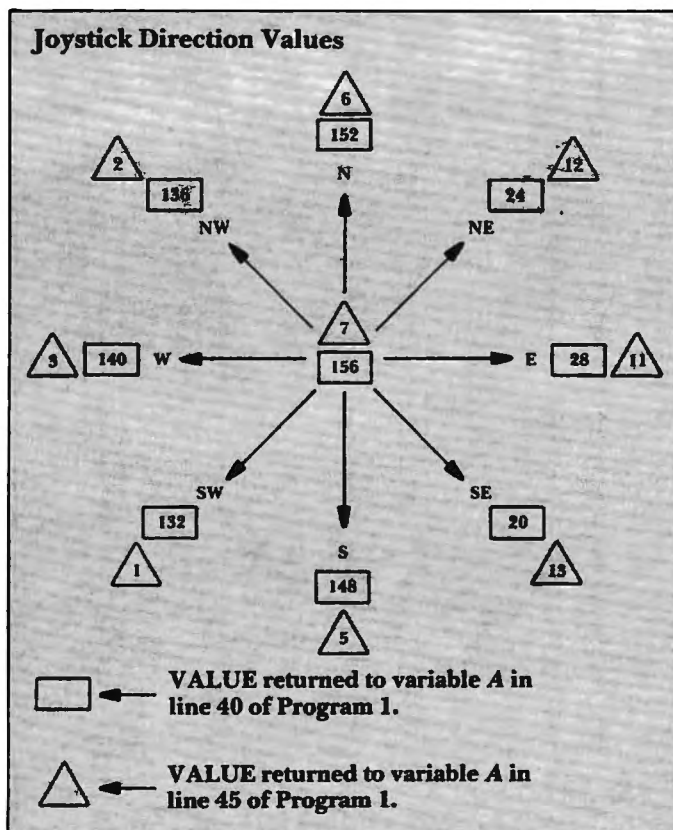 Joystick Direction Values
6
152
N
2
136
NW
12
24
NE
7
156
3
140
W
E
28
11
SW
132
1
SE
20
13
S
148
5
VALUE returned to variable A in
line 40 of Program 1.
VALUE returned to variable A in
line 45 of Program 1.